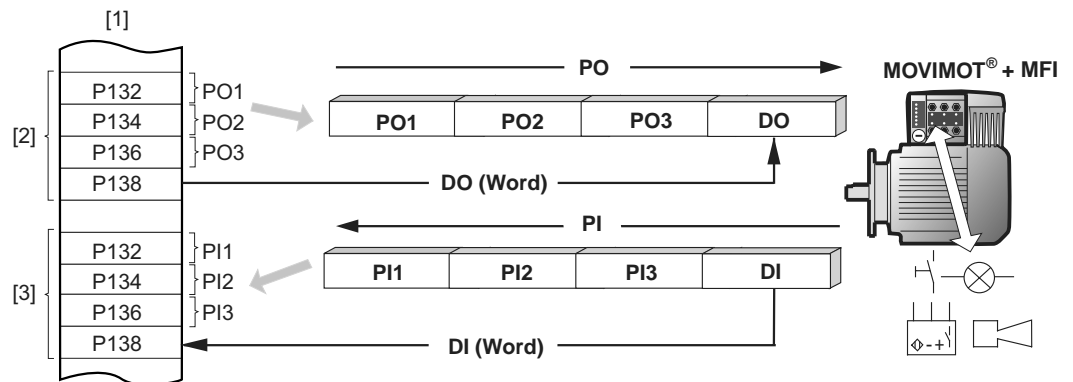 [1]
PO
MOVIMOT® + MFI
P132 PO1
P134 PO2
P136 PO3
P138
[2]
PO1 PO2 PO3 DO
DO (Word)
PI
P132 PI1
P134 PI2
P136 PI3
P138
[3]
PI1 PI2 PI3 DI
DI (Word)
- +